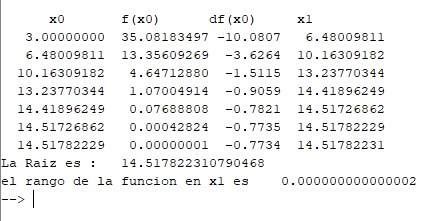 x0 f(x0) df(x0) x1
3.00000000 35.08183497 -10.0807 6.48009811
6.48009811 13.35609269 -3.6264 10.16309182
10.16309182 4.64712880 -1.5115 13.23770344
13.23770344 1.07004914 -0.9059 14.41896249
14.41896249 0.07688808 -0.7821 14.51726862
14.51726862 0.00042824 -0.7735 14.51782229
14.51782229 0.00000001 -0.7734 14.51782231
La Raiz es : 14.517822310790468
el rango de la funcion en x1 es 0.000000000000002
-->